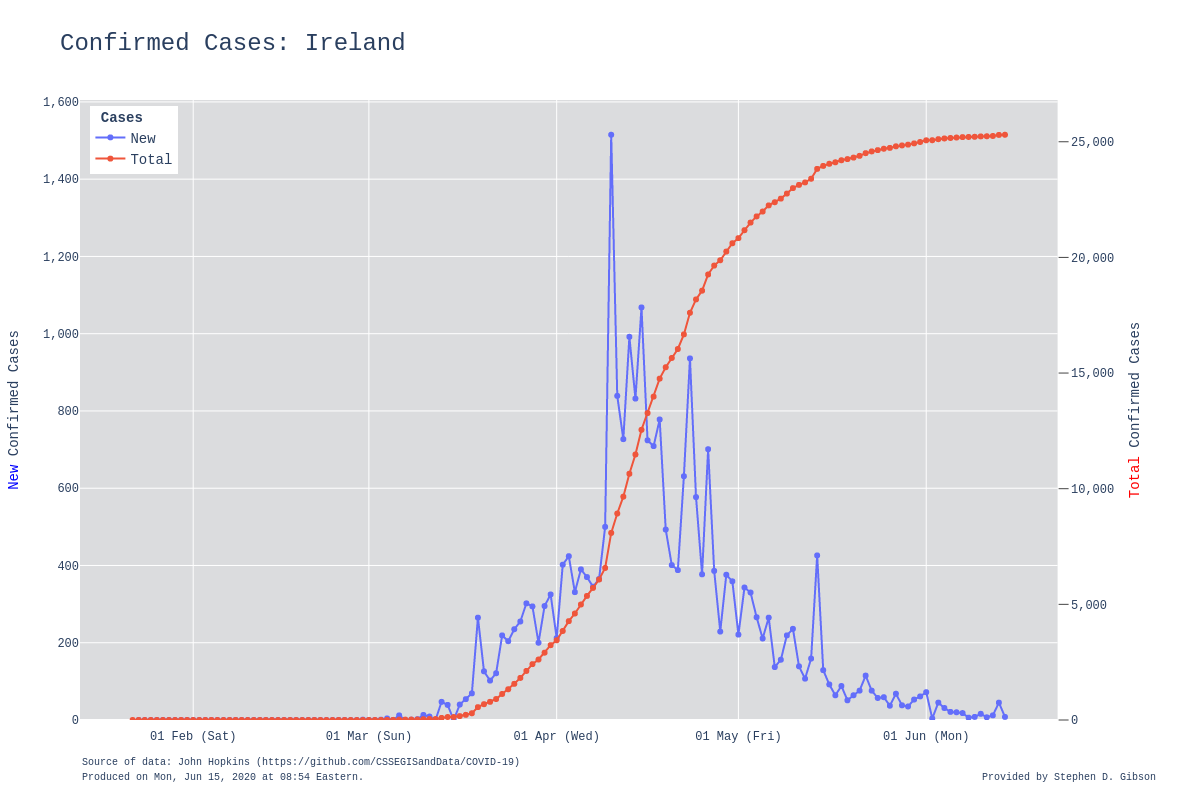 Confirmed Cases: Ireland
Cases
New
Total
1,600
1,400
1,200
1,000
800
600
400
200
0
New Confirmed Cases
25,000
20,000
15,000
10,000
5,000
0
Total Confirmed Cases
01 Feb (Sat) 01 Mar (Sun) 01 Apr (Wed) 01 May (Fri) 01 Jun (Mon)
Source of data: John Hopkins (https://github.com/CSSEGISandData/COVID-19)
Produced on Mon, Jun 15, 2020 at 08:54 Eastern.
Provided by Stephen D. Gibson